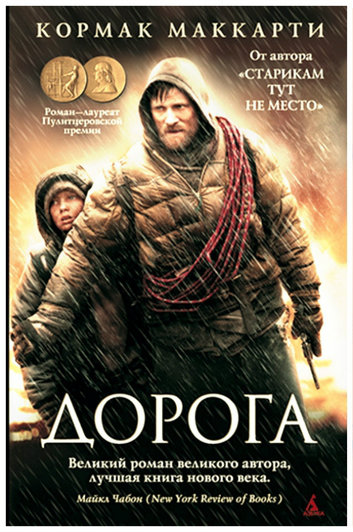 КОРМАК МАККАРТИ
От автора
«СТАРИКАМ
ТУТ
НЕ МЕСТО»
Роман—лауреат
Пулитцеровской
премии
ДОРОГА
Великий роман великого автора,
лучшая книга нового века.
Майкл Чабон (New York Review of Books)
АЗБУКА